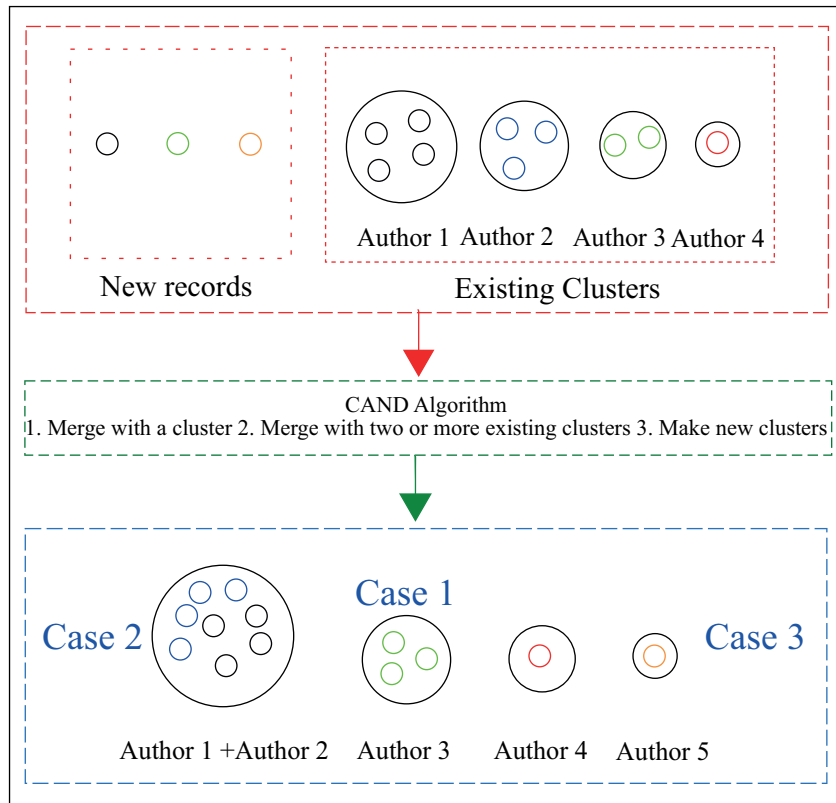 Author 1 Author 2 Author 3 Author 4
New records Existing Clusters
CAND Algorithm
1. Merge with a cluster 2. Merge with two or more existing clusters 3. Make new clusters
Case 1
Case 2 Case 3
Author 1 +Author 2 Author 3 Author 4 Author 5